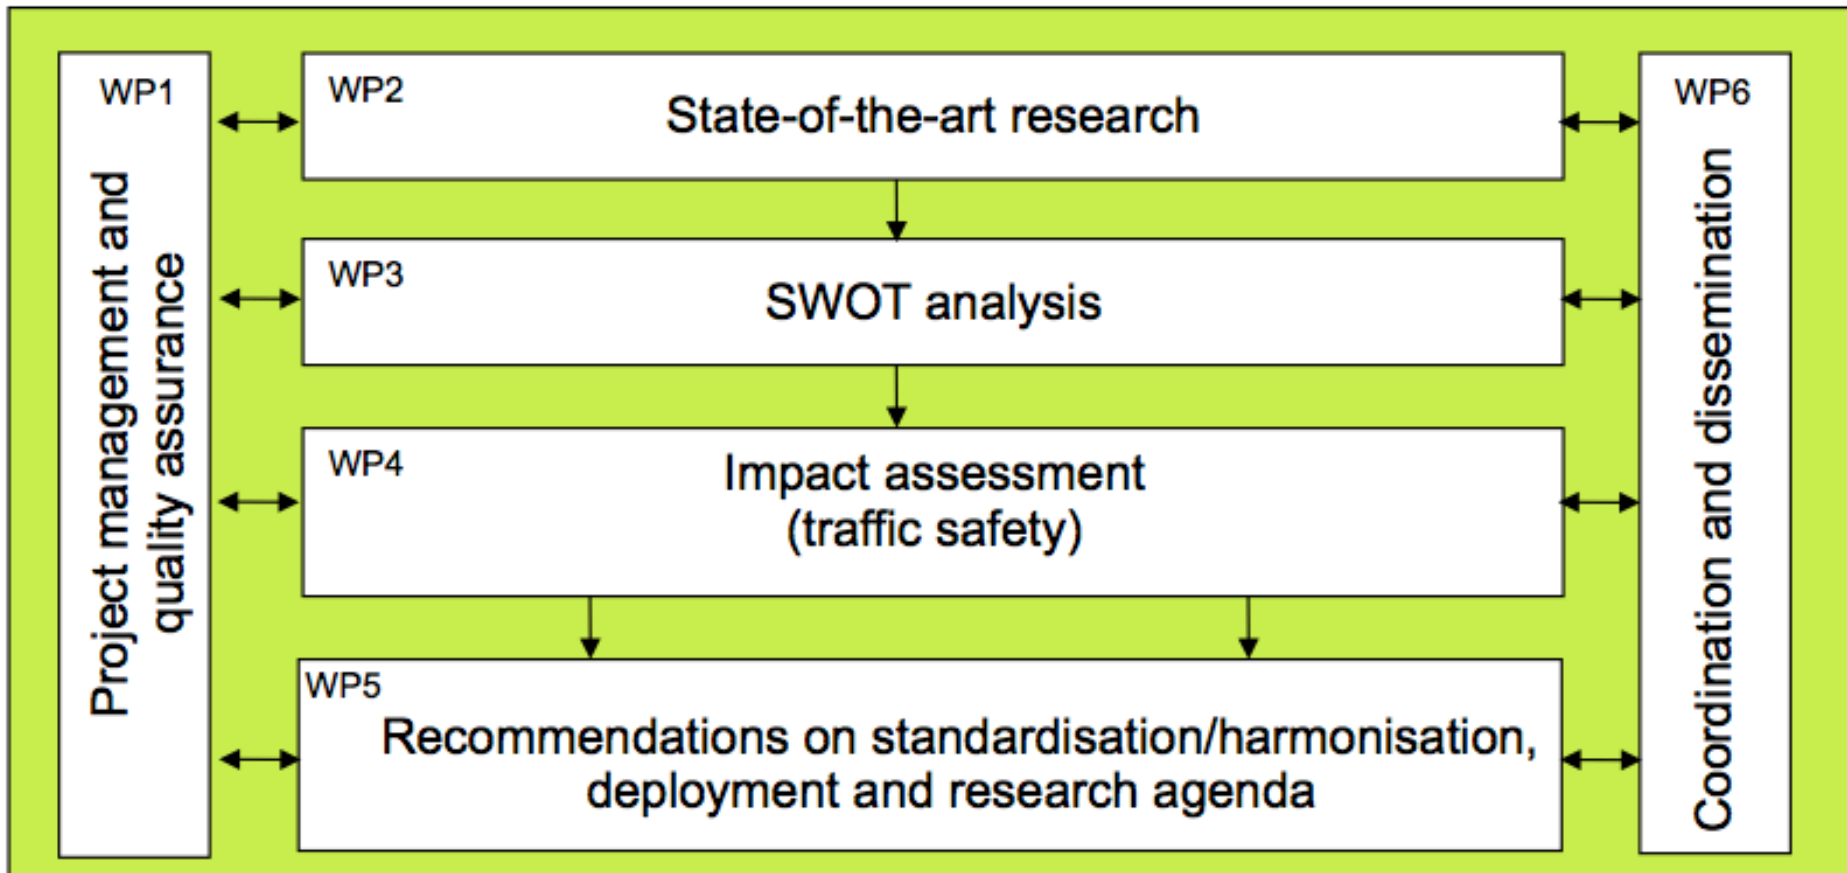 WP1
Project management and
quality assurance
WP2
State-of-the-art research
WP3
SWOT analysis
WP4
Impact assessment
(traffic safety)
WP5
Recommendations on standardisation/harmonisation,
deployment and research agenda
WP6
Coordination and dissemination